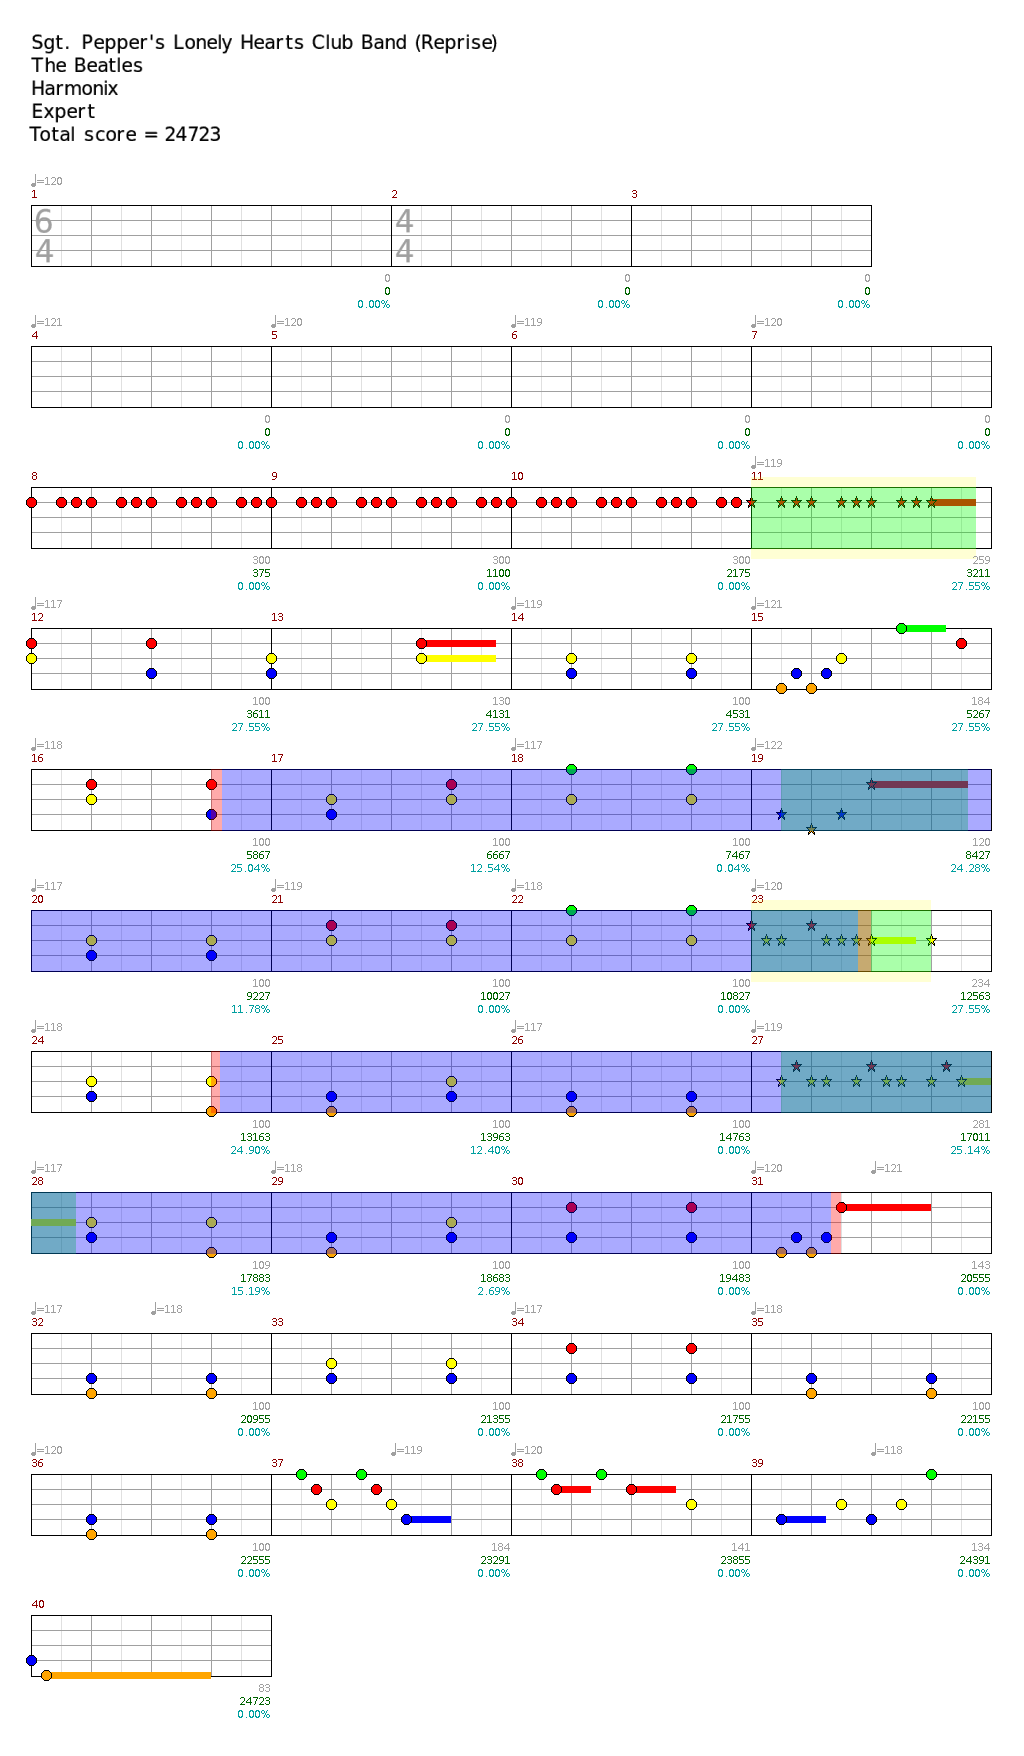 Sgt. Pepper's Lonely Hearts Club Band (Reprise)
The Beatles
Harmonix
Expert
Total score = 24723
♩=120
1 2 3
6 4
4 4
0 0 0
0 0 0
0.00% 0.00% 0.00%
♩=121 ♩=120 ♩=119 ♩=120
4 5 6 7
0 0 0 0
0 0 0 0
0.00% 0.00% 0.00% 0.00%
♩=119
8 9 10 11
300 300 300 259
375 1100 2175 3211
0.00% 0.00% 0.00% 27.55%
♩=117 ♩=119 ♩=121
12 13 14 15
100 130 100 184
3611 4131 4531 5267
27.55% 27.55% 27.55% 27.55%
♩=118 ♩=117 ♩=122
16 17 18 19
100 100 100 120
5867 6667 7467 8427
25.04% 12.54% 0.04% 24.28%
♩=117 ♩=119 ♩=118 ♩=120
20 21 22 23
100 100 100 234
9227 10027 10827 12563
11.78% 0.00% 0.00% 27.55%
♩=118 ♩=117 ♩=119
24 25 26 27
100 100 100 281
13163 13963 14763 17011
24.90% 12.40% 0.00% 25.14%
♩=117 ♩=118 ♩=120 ♩=121
28 29 30 31
109 100 100 143
17883 18683 19483 20555
15.19% 2.69% 0.00% 0.00%
♩=117 ♩=118 ♩=117 ♩=118
32 33 34 35
100 100 100 100
20955 21355 21755 22155
0.00% 0.00% 0.00% 0.00%
♩=120 ♩=119 ♩=120 ♩=118
36 37 38 39
100 184 141 134
22555 23291 23855 24391
0.00% 0.00% 0.00% 0.00%
40
83
24723
0.00%